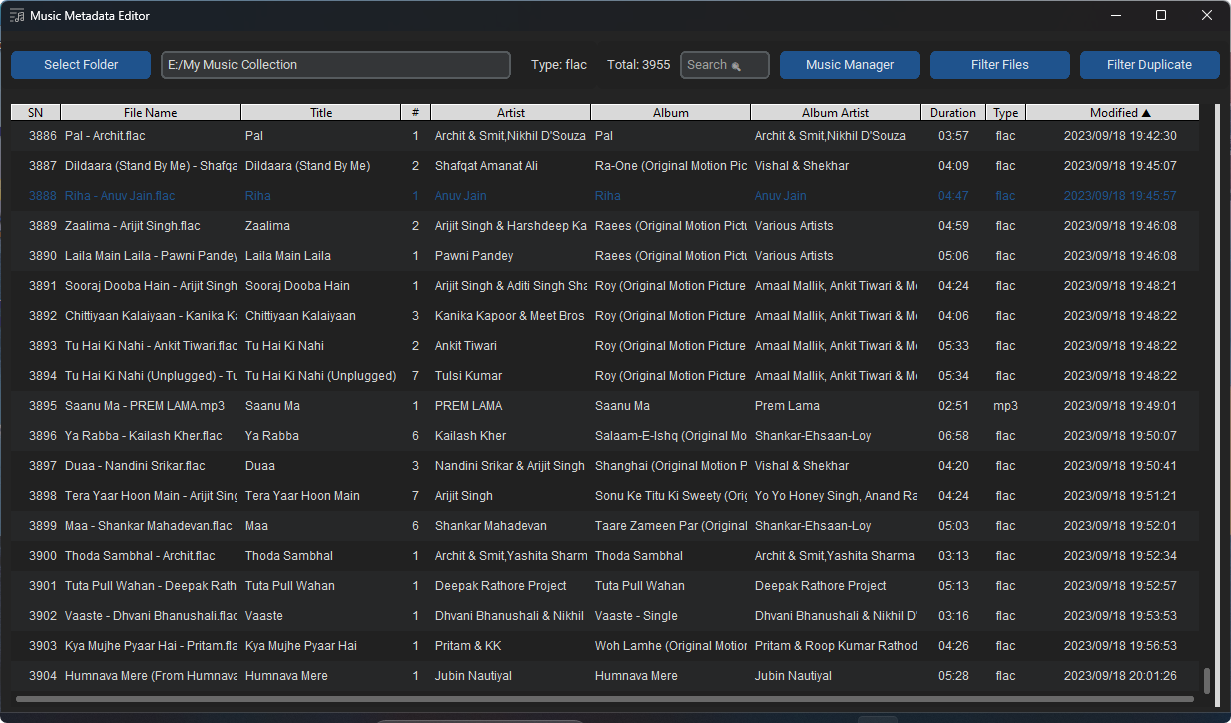 Music Metadata Editor
Select Folder E:/My Music Collection Type: flac Total: 3955 Search Music Manager Filter Files Filter Duplicate
SN File Name Title # Artist Album Album Artist Duration Type Modified ▲
3886 Pal - Archit.flac Pal 1 Archit & Smit,Nikhil D'Souza Pal Archit & Smit,Nikhil D'Souza 03:57 flac 2023/09/18 19:42:30
3887 Dildaara (Stand By Me) - Shafqa Dildaara (Stand By Me) 2 Shafqat Amanat Ali Ra-One (Original Motion Pic Vishal & Shekhar 04:09 flac 2023/09/18 19:45:07
3888 Riha - Anuv Jain.flac Riha 1 Anuv Jain Riha Anuv Jain 04:47 flac 2023/09/18 19:45:57
3889 Zaalima - Arijit Singh.flac Zaalima 2 Arijit Singh & Harshdeep Ka Raees (Original Motion Pictu Various Artists 04:59 flac 2023/09/18 19:46:08
3890 Laila Main Laila - Pawni Pandey Laila Main Laila 1 Pawni Pandey Raees (Original Motion Pictu Various Artists 05:06 flac 2023/09/18 19:46:08
3891 Sooraj Dooba Hain - Arijit Singh Sooraj Dooba Hain 1 Arijit Singh & Aditi Singh Sha Roy (Original Motion Picture Amaal Mallik, Ankit Tiwari & Me 04:24 flac 2023/09/18 19:48:21
3892 Chittiyaan Kalaiyaan - Kanika Ka Chittiyaan Kalaiyaan 3 Kanika Kapoor & Meet Bros Roy (Original Motion Picture Amaal Mallik, Ankit Tiwari & Me 04:06 flac 2023/09/18 19:48:22
3893 Tu Hai Ki Nahi - Ankit Tiwari.flac Tu Hai Ki Nahi 2 Ankit Tiwari Roy (Original Motion Picture Amaal Mallik, Ankit Tiwari & Me 05:33 flac 2023/09/18 19:48:22
3894 Tu Hai Ki Nahi (Unplugged) - Tu Tu Hai Ki Nahi (Unplugged) 7 Tulsi Kumar Roy (Original Motion Picture Amaal Mallik, Ankit Tiwari & Me 05:34 flac 2023/09/18 19:48:22
3895 Saanu Ma - PREM LAMA.mp3 Saanu Ma 1 PREM LAMA Saanu Ma Prem Lama 02:51 mp3 2023/09/18 19:49:01
3896 Ya Rabba - Kailash Kher.flac Ya Rabba 6 Kailash Kher Salaam-E-Ishq (Original Mo Shankar-Ehsaan-Loy 06:58 flac 2023/09/18 19:50:07
3897 Duaa - Nandini Srikar.flac Duaa 3 Nandini Srikar & Arijit Singh Shanghai (Original Motion P Vishal & Shekhar 04:20 flac 2023/09/18 19:50:41
3898 Tera Yaar Hoon Main - Arijit Sing Tera Yaar Hoon Main 7 Arijit Singh Sonu Ke Titu Ki Sweety (Orig Yo Yo Honey Singh, Anand Ra 04:24 flac 2023/09/18 19:51:21
3899 Maa - Shankar Mahadevan.flac Maa 6 Shankar Mahadevan Taare Zameen Par (Original Shankar-Ehsaan-Loy 05:03 flac 2023/09/18 19:52:01
3900 Thoda Sambhal - Archit.flac Thoda Sambhal 1 Archit & Smit,Yashita Sharm Thoda Sambhal Archit & Smit,Yashita Sharma 03:13 flac 2023/09/18 19:52:34
3901 Tuta Pull Wahan - Deepak Rath Tuta Pull Wahan 1 Deepak Rathore Project Tuta Pull Wahan Deepak Rathore Project 05:13 flac 2023/09/18 19:52:57
3902 Vaaste - Dhvani Bhanushali.flac Vaaste 1 Dhvani Bhanushali & Nikhil Vaaste - Single Dhvani Bhanushali & Nikhil D' 03:16 flac 2023/09/18 19:53:53
3903 Kya Mujhe Pyaar Hai - Pritam.fla Kya Mujhe Pyaar Hai 1 Pritam & KK Woh Lamhe (Original Motion Pritam & Roop Kumar Rathod 04:26 flac 2023/09/18 19:56:53
3904 Humnava Mere (From Humnava Humnava Mere 1 Jubin Nautiyal Humnava Mere Jubin Nautiyal 05:28 flac 2023/09/18 20:01:26